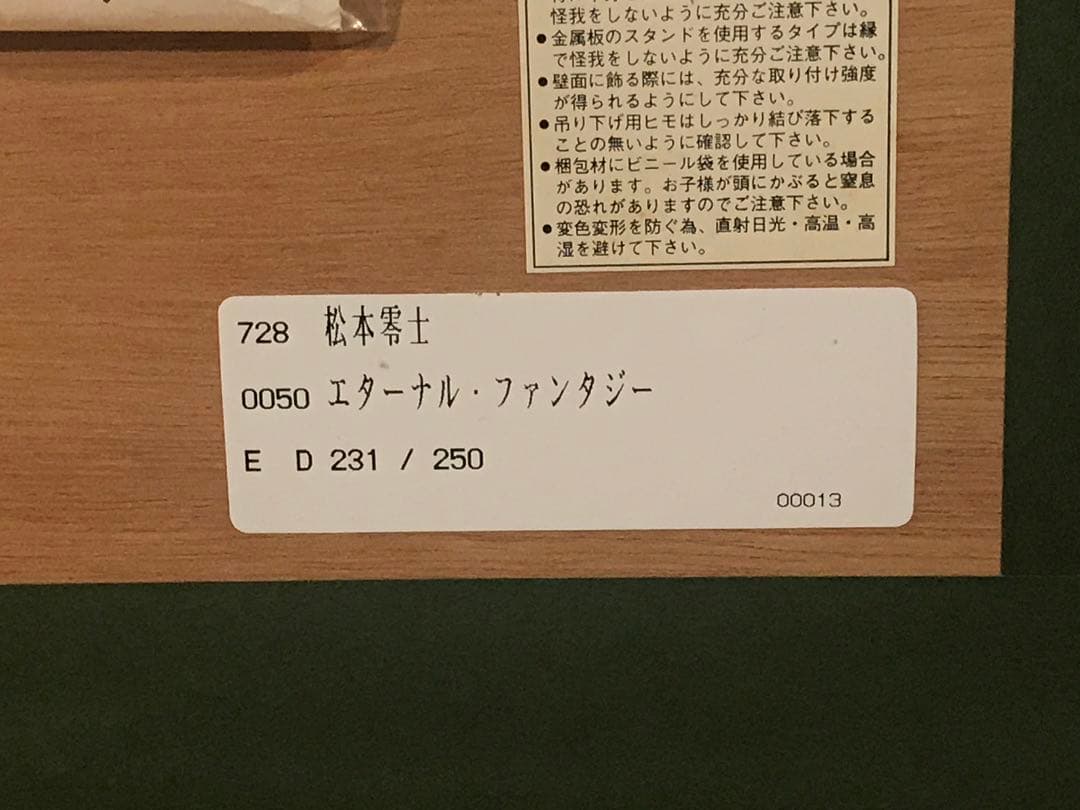 怪我をしないように充分ご注意下さい。
●金属板のスタンドを使用するタイプは縁
で怪我をしないように充分ご注意下さい。
●壁面に飾る際には、充分な取り付け強度
が得られるようにして下さい。
●吊り下げ用ヒモはしっかり結び落下する
ことの無いように確認して下さい。
●梱包材にビニール袋を使用している場合
があります。お子様が頭にかぶると窒息
の恐れがありますのでご注意下さい。
●変色変形を防ぐ為、直射日光・高温・高
湿を避けて下さい。
728 松本零士
0050 エターナル・ファンタジー
E D 231 / 250
00013